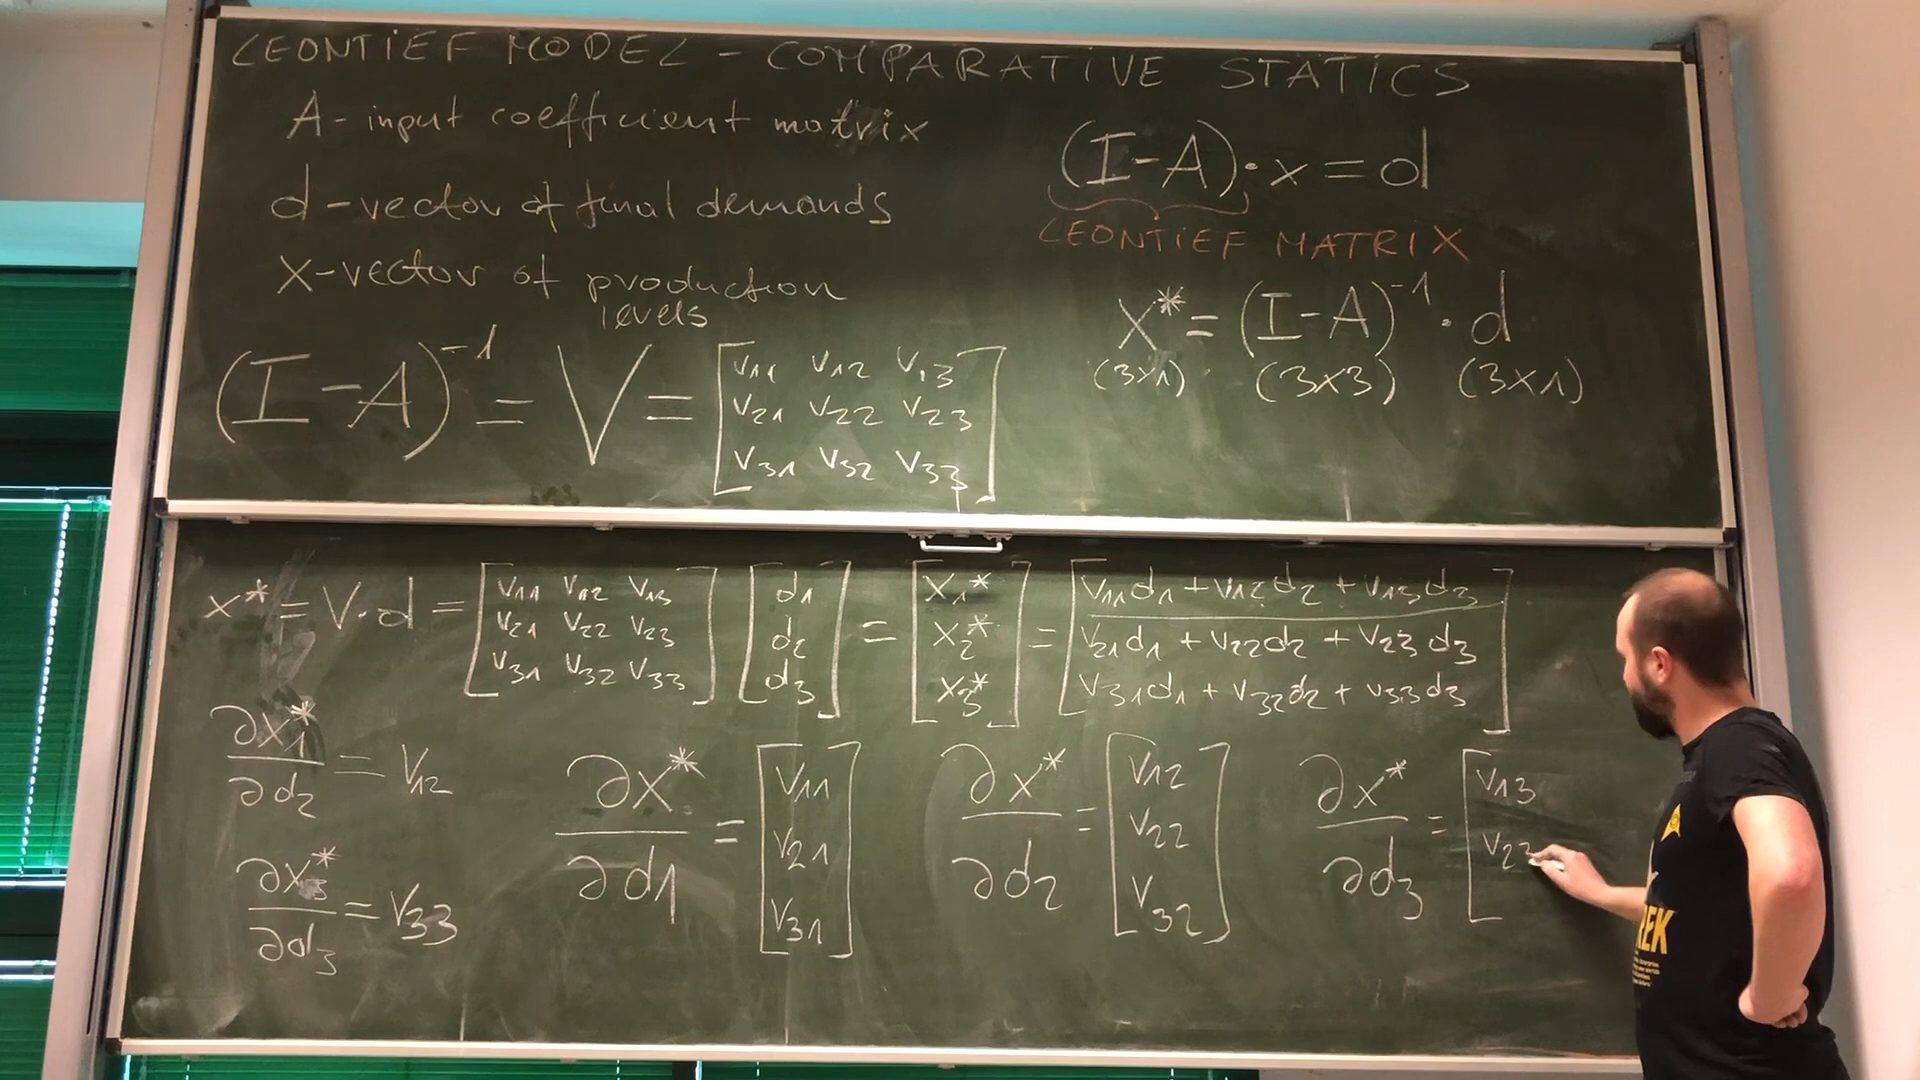 LEONTIEF MODEL - COMPARATIVE STATICS
A - input coefficient matrix
d - vector of final demands
X - vector of production
levels
(I-A)·x=d
LEONTIEF MATRIX
x* = (I-A)⁻¹·d
(3x1) (3x3) (3x1)
(I-A)⁻¹ = V = [v11 v12 v13
v21 v22 v23
v31 v32 v33]
x* = V·d = [v11 v12 v13; v21 v22 v23; v31 v32 v33] [d1; d2; d3] = [x1*; x2*; x3*] = [v11d1 + v12d2 + v13d3; v21d1 + v22d2 + v23d3; v31d1 + v32d2 + v33d3]
∂x1*/∂d2 = v12
∂x3*/∂d3 = v33
∂x*/∂d1 = [v11; v21; v31]
∂x*/∂d2 = [v12; v22; v32]
∂x*/∂d3 = [v13; v23
REK